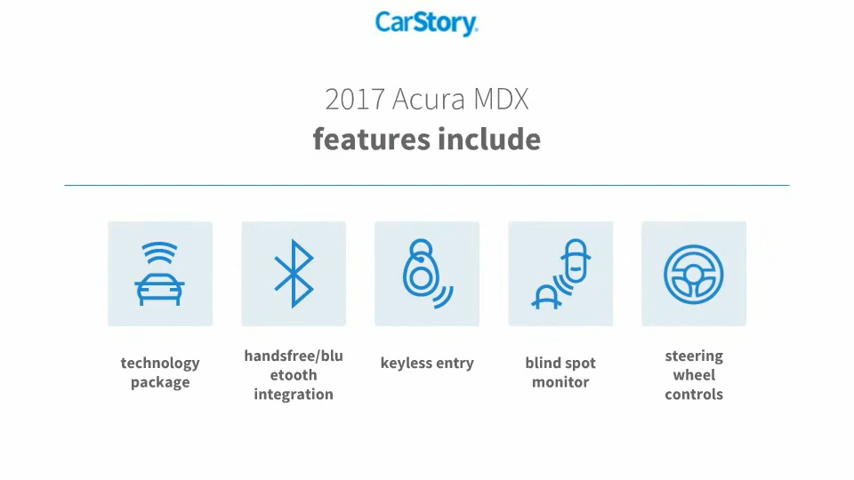 CarStory.
2017 Acura MDX
features include
technology
package
handsfree/blu
etooth
integration
keyless entry
blind spot
monitor
steering
wheel
controls